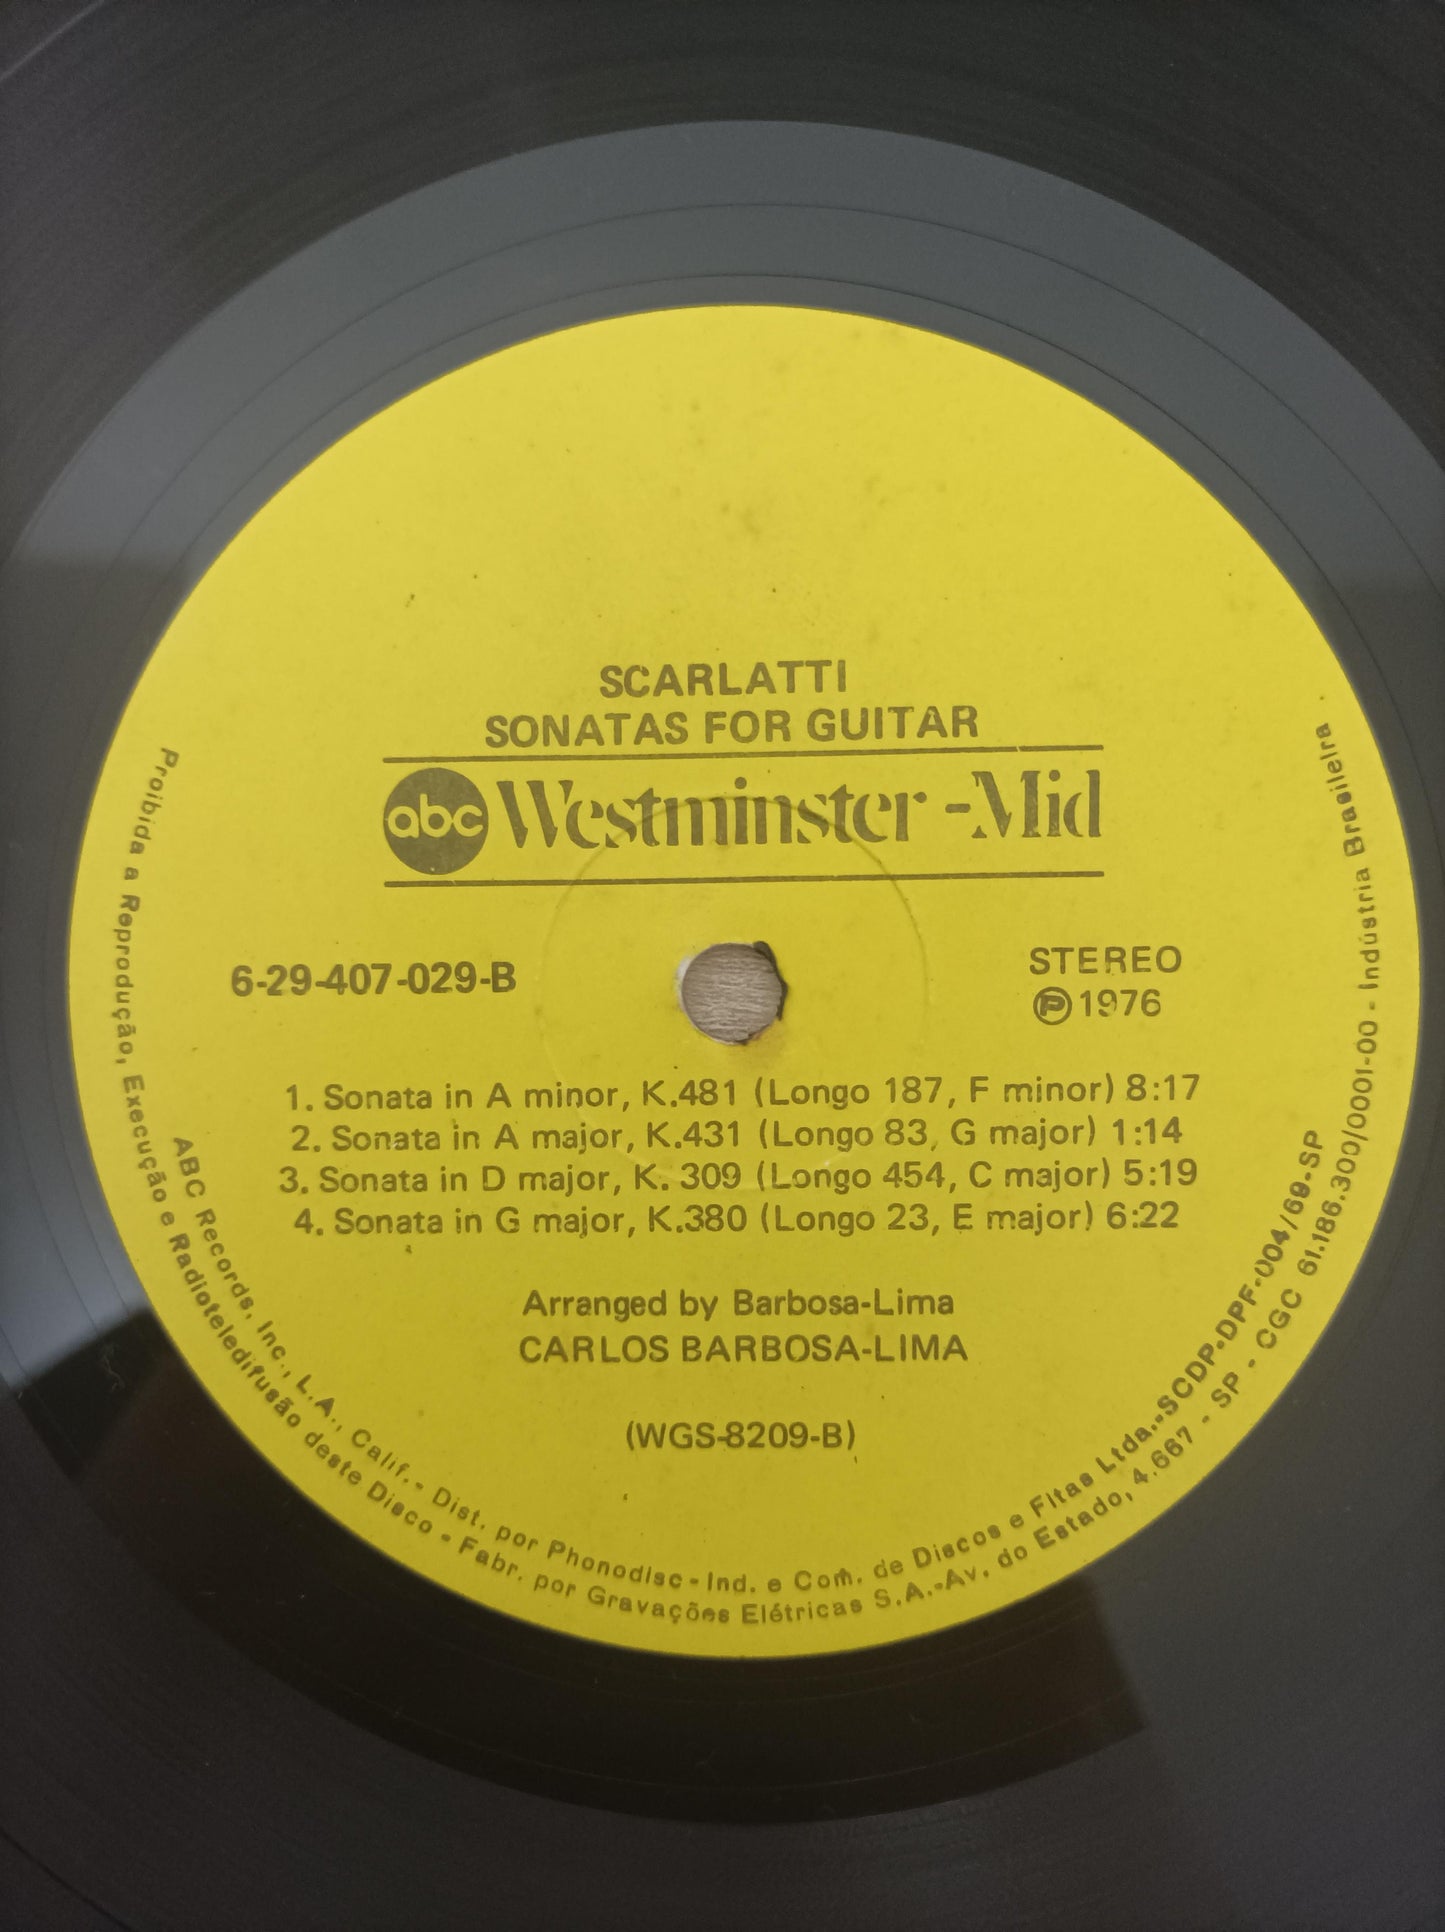 SCARLATTI
SONATAS FOR GUITAR
abc Westminster-Mid
6-29-407-029-B
STEREO
Ⓟ1976
1. Sonata in A minor, K.481 (Longo 187, F minor) 8:17
2. Sonata in A major, K.431 (Longo 83, G major) 1:14
3. Sonata in D major, K. 309 (Longo 454, C major) 5:19
4. Sonata in G major, K.380 (Longo 23, E major) 6:22
Arranged by Barbosa-Lima
CARLOS BARBOSA-LIMA
(WGS-8209-B)
ABC Records, Inc., L.A., Calif. - Dist. por Phonodisc - Ind. e Com. de Discos e Fitas Ltda.-SCDP-DPF-004/69-SP
Proibida a Reprodução, Execução e Radioteledifusão deste Disco - Fabr. por Gravações Elétricas S.A.-Av. do Estado, 4.667 - SP - CGC 61.186.300/0001-00 - Indústria Brasileira .